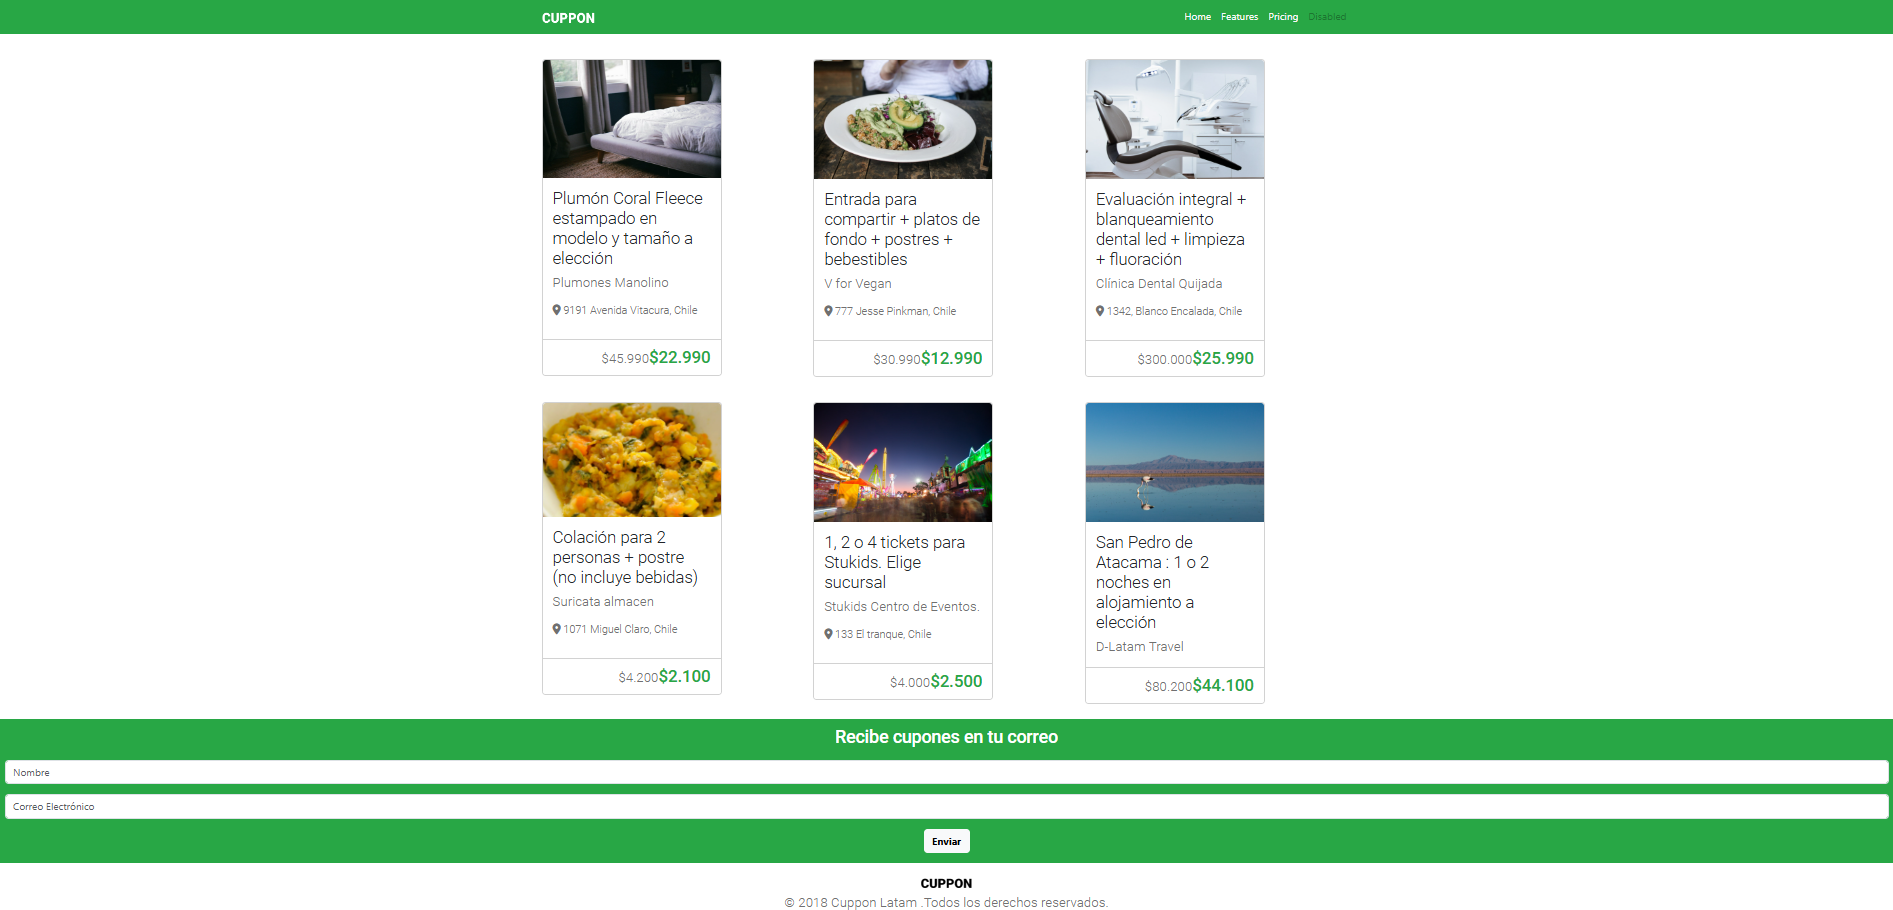 CUPPON
Home Features Pricing Disabled
Plumón Coral Fleece
estampado en
modelo y tamaño a
elección
Plumones Manolino
9191 Avenida Vitacura, Chile
$45.990$22.990
Entrada para
compartir + platos de
fondo + postres +
bebestibles
V for Vegan
777 Jesse Pinkman, Chile
$30.990$12.990
Evaluación integral +
blanqueamiento
dental led + limpieza
+ fluoración
Clínica Dental Quijada
1342, Blanco Encalada, Chile
$300.000$25.990
Colación para 2
personas + postre
(no incluye bebidas)
Suricata almacen
1071 Miguel Claro, Chile
$4.200$2.100
1, 2 o 4 tickets para
Stukids. Elige
sucursal
Stukids Centro de Eventos.
133 El tranque, Chile
$4.000$2.500
San Pedro de
Atacama : 1 o 2
noches en
alojamiento a
elección
D-Latam Travel
$80.200$44.100
Recibe cupones en tu correo
Nombre
Correo Electrónico
Enviar
CUPPON
© 2018 Cuppon Latam .Todos los derechos reservados.